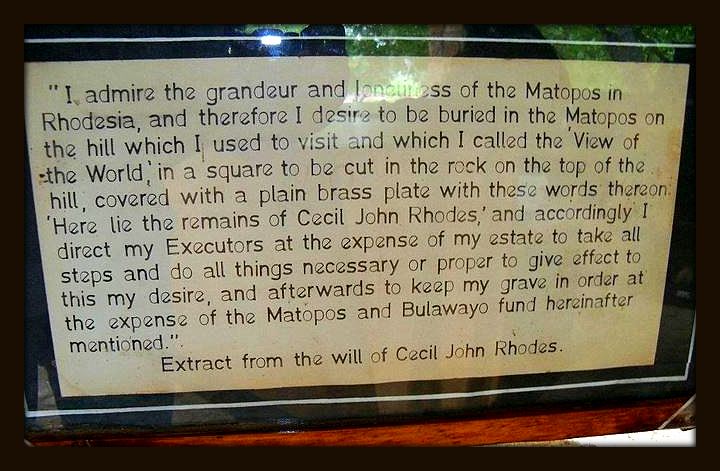 "I admire the grandeur and loneliness of the Matopos in
Rhodesia, and therefore I desire to be buried in the Matopos on
the hill which I used to visit and which I called the 'View of
the World,' in a square to be cut in the rock on the top of the
hill, covered with a plain brass plate with these words thereon.
'Here lie the remains of Cecil John Rhodes,' and accordingly I
direct my Executors at the expense of my estate to take all
steps and do all things necessary or proper to give effect to
this my desire, and afterwards to keep my grave in order at
the expense of the Matopos and Bulawayo fund hereinafter
mentioned."
Extract from the will of Cecil John Rhodes.